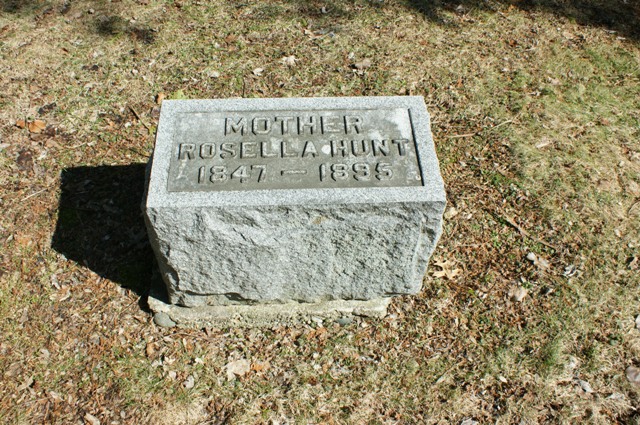 MOTHER
ROSELLA HUNT
1847 — 1895